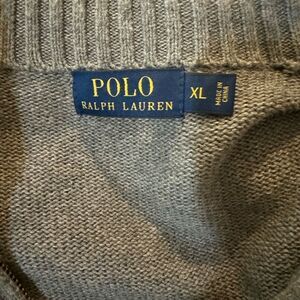 POLO
RALPH LAUREN
XL
MADE IN
CHINA